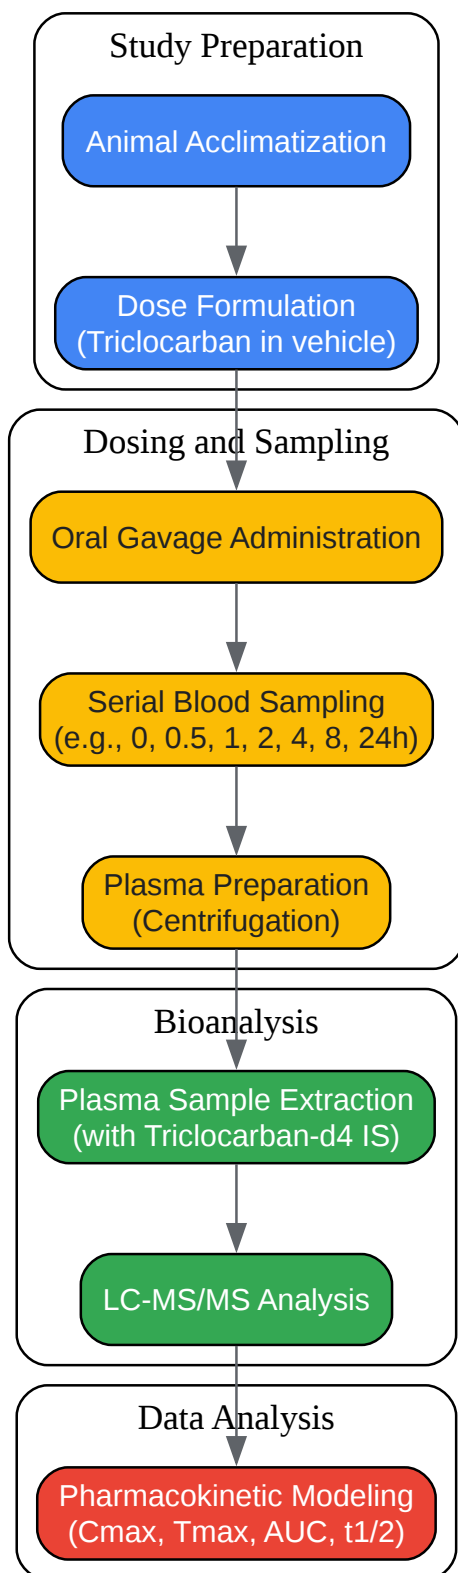 Study Preparation
Animal Acclimatization
Dose Formulation
(Triclocarban in vehicle)
Dosing and Sampling
Oral Gavage Administration
Serial Blood Sampling
(e.g., 0, 0.5, 1, 2, 4, 8, 24h)
Plasma Preparation
(Centrifugation)
Bioanalysis
Plasma Sample Extraction
(with Triclocarban-d4 IS)
LC-MS/MS Analysis
Data Analysis
Pharmacokinetic Modeling
(Cmax, Tmax, AUC, t1/2)